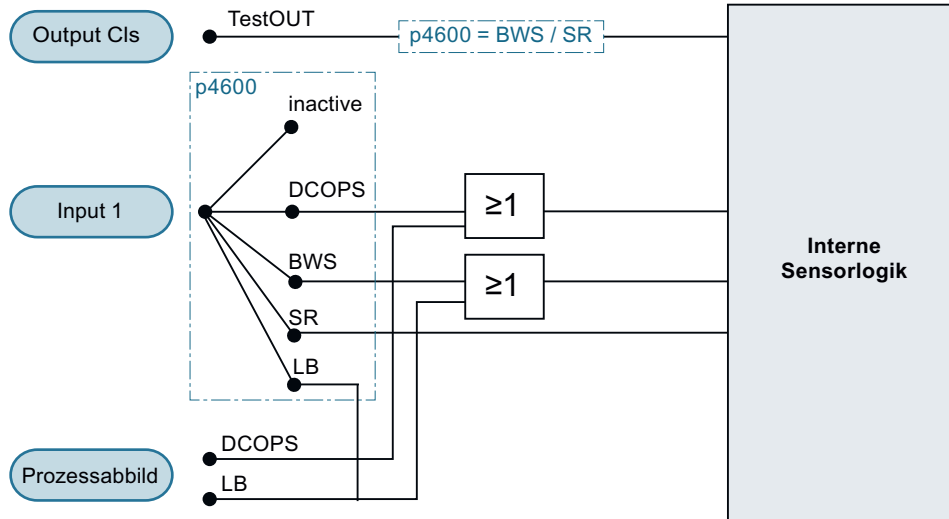 Output Cls
TestOUT
p4600 = BWS / SR
p4600
inactive
Input 1
DCOPS
≥1
BWS
≥1
SR
LB
Interne
Sensorlogik
Prozessabbild
DCOPS
LB